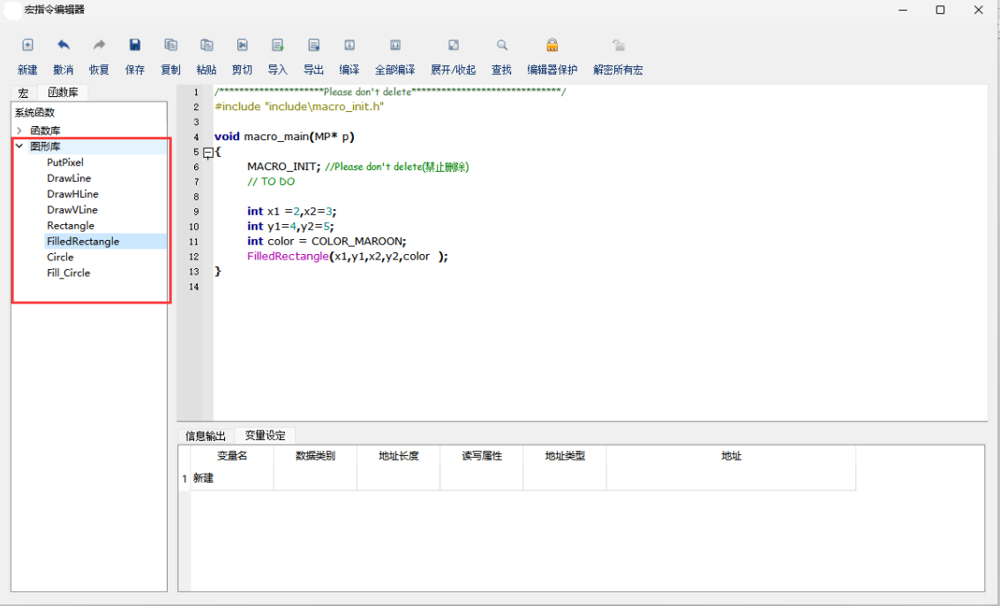 宏指令编辑器
新建 撤消 恢复 保存 复制 粘贴 剪切 导入 导出 编译 全部编译 展开/收起 查找 编辑器保护 解密所有宏
宏 函数库
系统函数
函数库
图形库
PutPixel
DrawLine
DrawHLine
DrawVLine
Rectangle
FilledRectangle
Circle
Fill_Circle
1 /*********************Please don't delete******************************/
2 #include "include\macro_init.h"
3
4 void macro_main(MP* p)
5 {
6 MACRO_INIT; //Please don't delete(禁止删除)
7 // TO DO
8
9 int x1 =2,x2=3;
10 int y1=4,y2=5;
11 int color = COLOR_MAROON;
12 FilledRectangle(x1,y1,x2,y2,color );
13 }
14
信息输出 变量设定
变量名 数据类别 地址长度 读写属性 地址类型 地址
1 新建